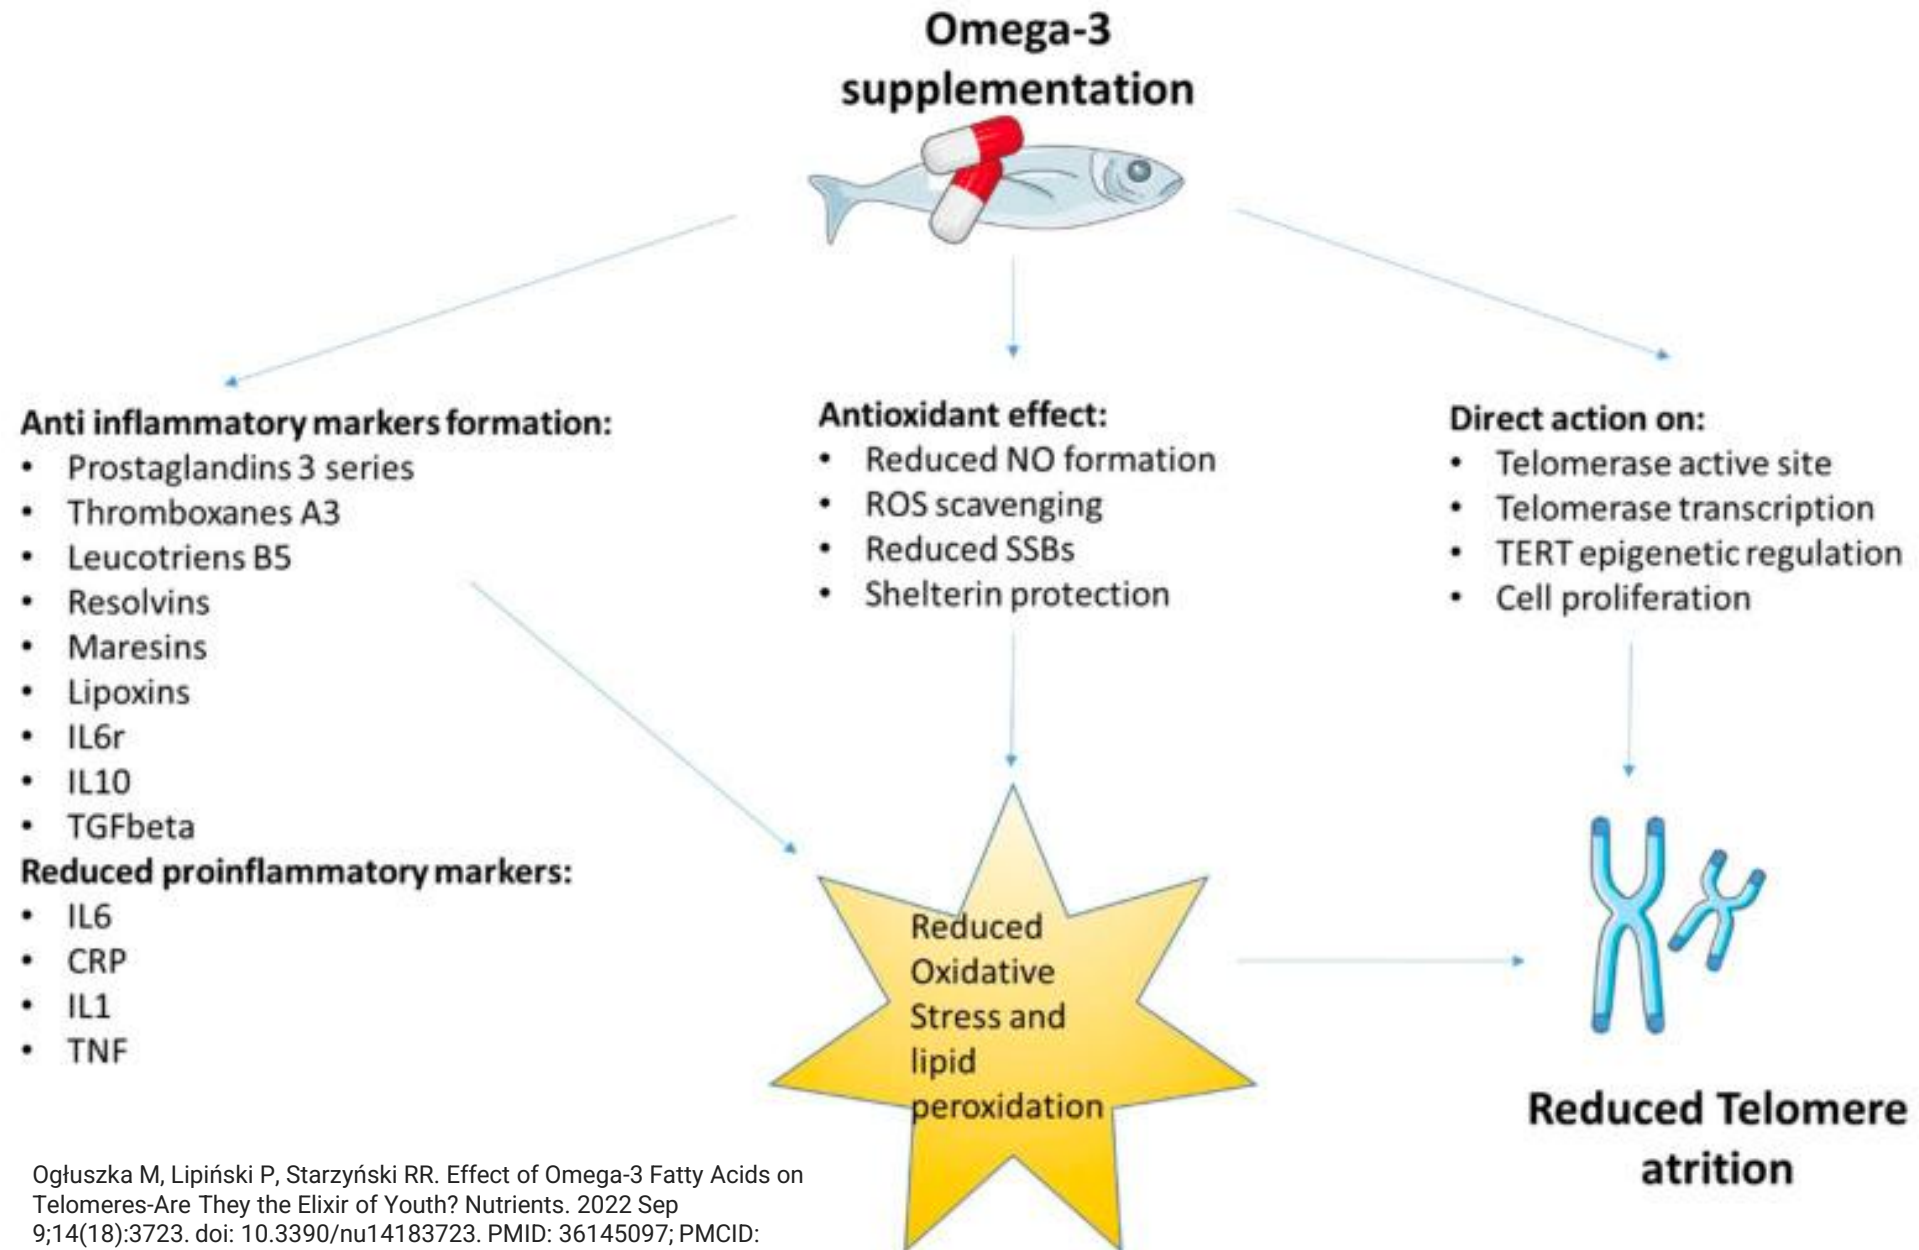 Omega-3
supplementation
Anti inflammatory markers formation:
• Prostaglandins 3 series
• Thromboxanes A3
• Leucotriens B5
• Resolvins
• Maresins
• Lipoxins
• IL6r
• IL10
• TGFbeta
Reduced proinflammatory markers:
• IL6
• CRP
• IL1
• TNF
Antioxidant effect:
• Reduced NO formation
• ROS scavenging
• Reduced SSBs
• Shelterin protection
Direct action on:
• Telomerase active site
• Telomerase transcription
• TERT epigenetic regulation
• Cell proliferation
Reduced
Oxidative
Stress and
lipid
peroxidation
Reduced Telomere
atrition
Ogłuszka M, Lipiński P, Starzyński RR. Effect of Omega-3 Fatty Acids on
Telomeres-Are They the Elixir of Youth? Nutrients. 2022 Sep
9;14(18):3723. doi: 10.3390/nu14183723. PMID: 36145097; PMCID: